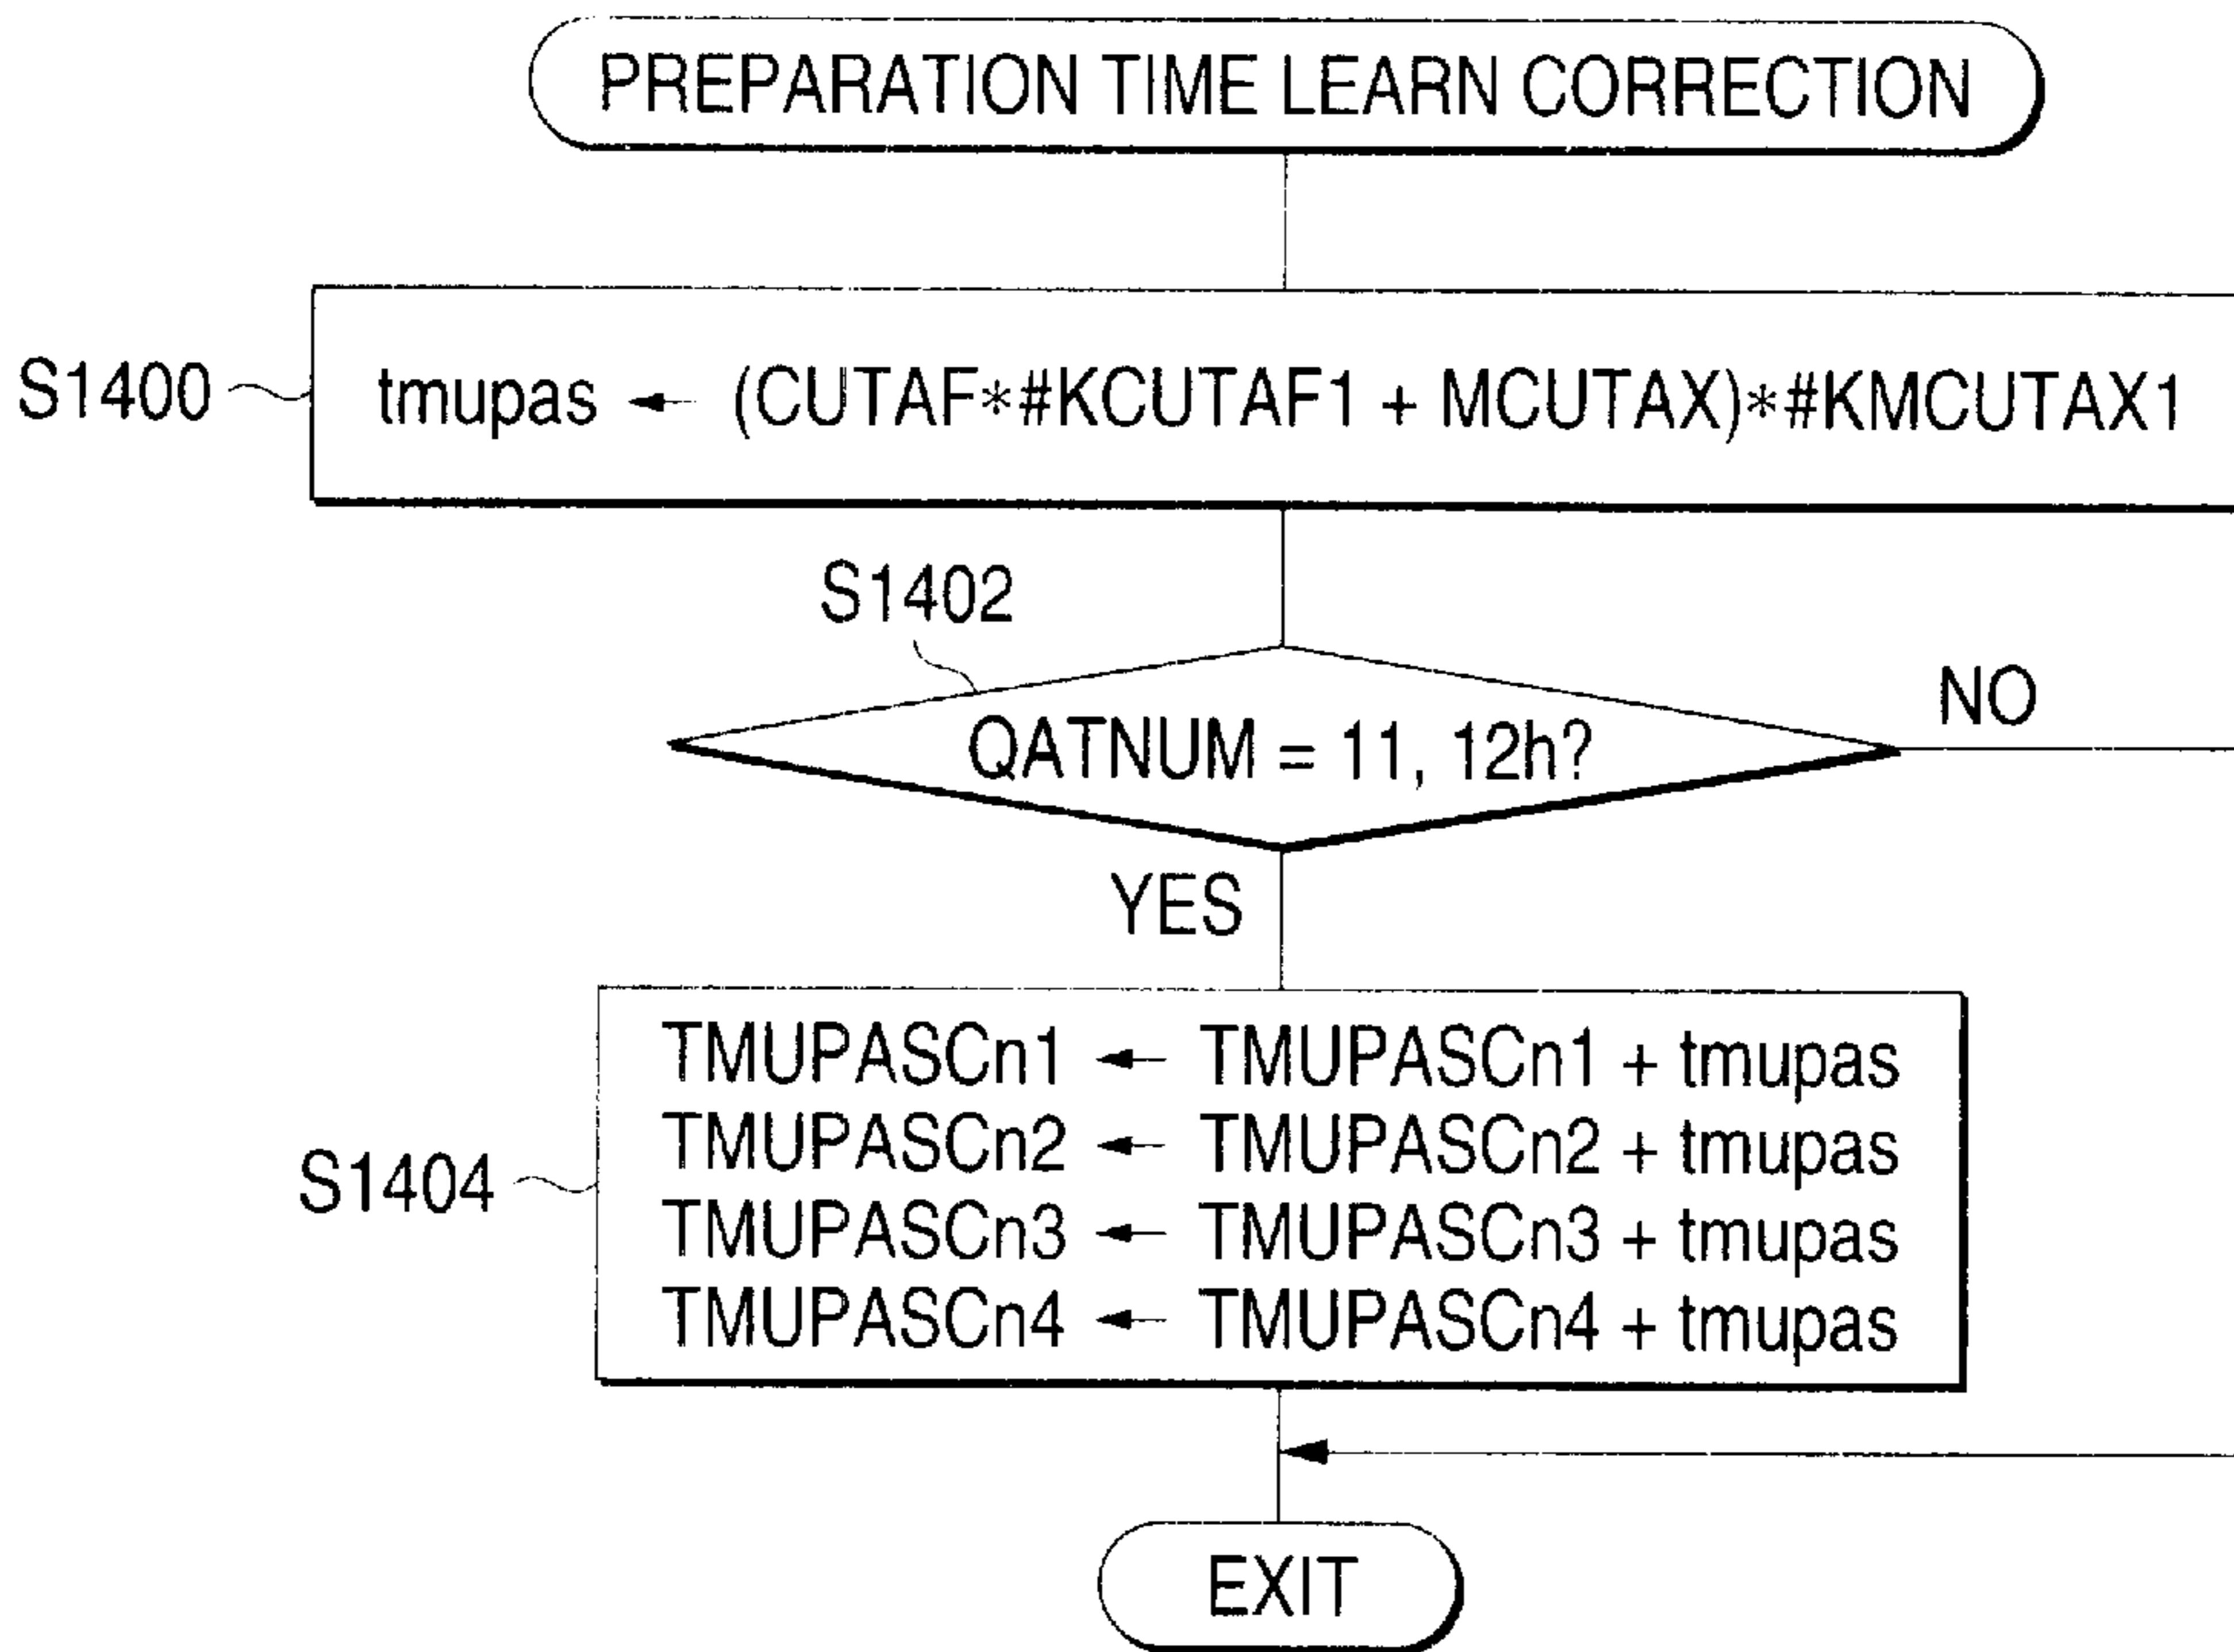 PREPARATION TIME LEARN CORRECTION
S1400
tmupas ← (CUTAF*#KCUTAF1 + MCUTAX)*#KMCUTAX1
S1402
QATNUM = 11, 12h?
NO
YES
S1404
TMUPASCn1 ← TMUPASCn1 + tmupas
TMUPASCn2 ← TMUPASCn2 + tmupas
TMUPASCn3 ← TMUPASCn3 + tmupas
TMUPASCn4 ← TMUPASCn4 + tmupas
EXIT